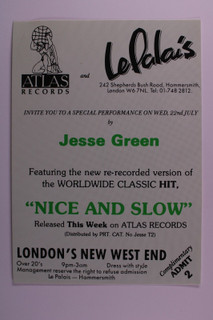 ATLAS
RECORDS
and
Le Palais
242 Shepherds Bush Road, Hammersmith,
London W6 7NL. Tel: 01-748 2812.
INVITE YOU TO A SPECIAL PERFORMANCE ON WED, 22nd JULY
by
Jesse Green
Featuring the new re-recorded version of
the WORLDWIDE CLASSIC HIT,
"NICE AND SLOW"
Released This Week on ATLAS RECORDS
(Distributed by PRT. CAT. No Jesse T2)
LONDON'S NEW WEST END
Over 20's 9pm-3am Dress with style
Management reserve the right to refuse admission
Le Palais — Hammersmith
Complimentary
ADMIT
2